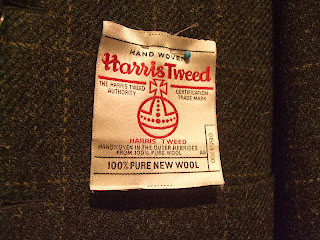 HAND WOVEN
Harris Tweed
THE HARRIS TWEED
AUTHORITY
CERTIFICATION
TRADE MARK
HARRIS TWEED
HANDWOVEN IN THE OUTER HEBRIDES
FROM 100% PURE WOOL
100% PURE NEW WOOL